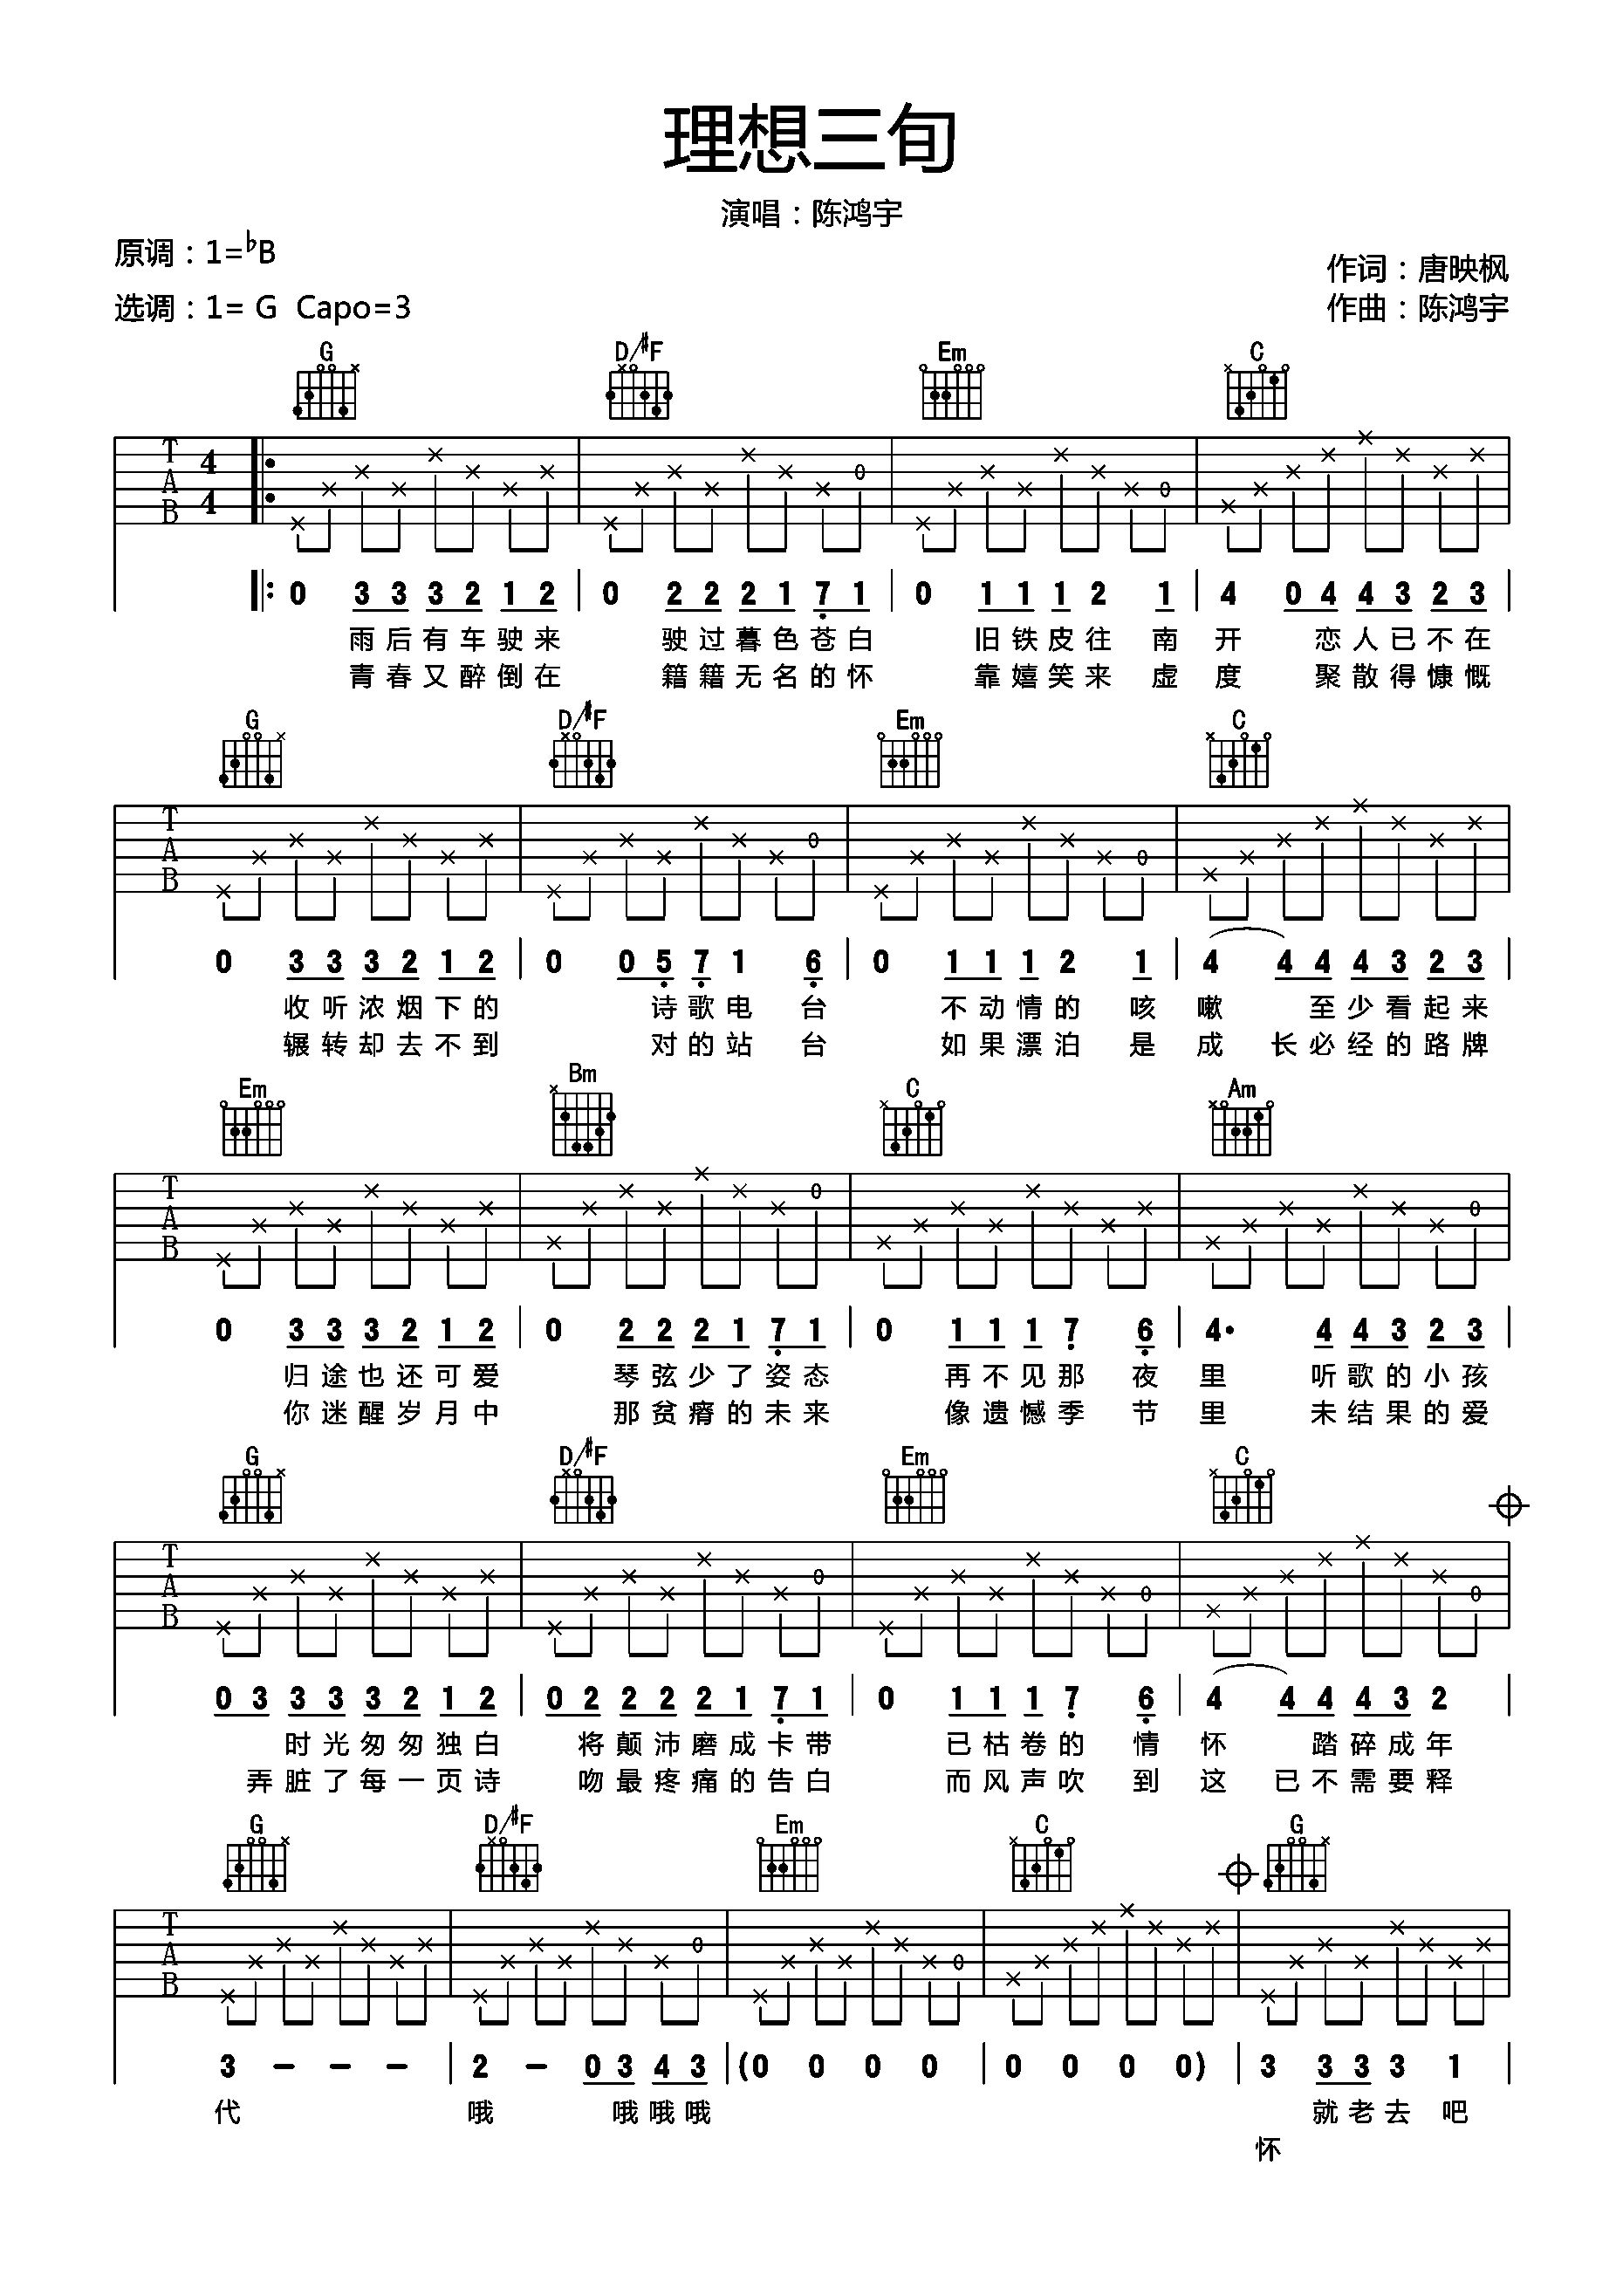 理想三旬
演唱：陈鸿宇
原调：1=♭B
作词：唐映枫
选调：1= G Capo=3
作曲：陈鸿宇
G D/#F Em C
T A B 4 4
0 3 3 3 2 1 2 0 2 2 2 1 7 1 0 1 1 1 2 1 4 0 4 4 3 2 3
雨后有车驶来 驶过暮色苍白 旧铁皮往南开 恋人已不在
青春又醉倒在 籍籍无名的怀 靠嬉笑来虚度 聚散得慷慨
G D/#F Em C
T A B
0 3 3 3 2 1 2 0 0 5 7 1 6 0 1 1 1 2 1 4 4 4 4 3 2 3
收听浓烟下的 诗歌电台 不动情的咳嗽 至少看起来
辗转却去不到 对的站台 如果漂泊是成 长必经的路牌
Em Bm C Am
T A B
0 3 3 3 2 1 2 0 2 2 2 1 7 1 0 1 1 1 7 6 4· 4 4 3 2 3
归途也还可爱 琴弦少了姿态 再不见那夜里 听歌的小孩
你迷醒岁月中 那贫瘠的未来 像遗憾季节里 未结果的爱
G D/#F Em C
T A B
0 3 3 3 3 2 1 2 0 2 2 2 2 1 7 1 0 1 1 1 7 6 4 4 4 4 3 2
时光匆匆独白 将颠沛磨成卡带 已枯卷的情怀 踏碎成年
弄脏了每一页诗 吻最疼痛的告白 而风声吹到这 已不需要释
G D/#F Em C G
T A B
3 - - - 2 - 0 3 4 3 (0 0 0 0 0 0 0 0) 3 3 3 3 1
代 哦 哦哦哦 就老去吧
怀